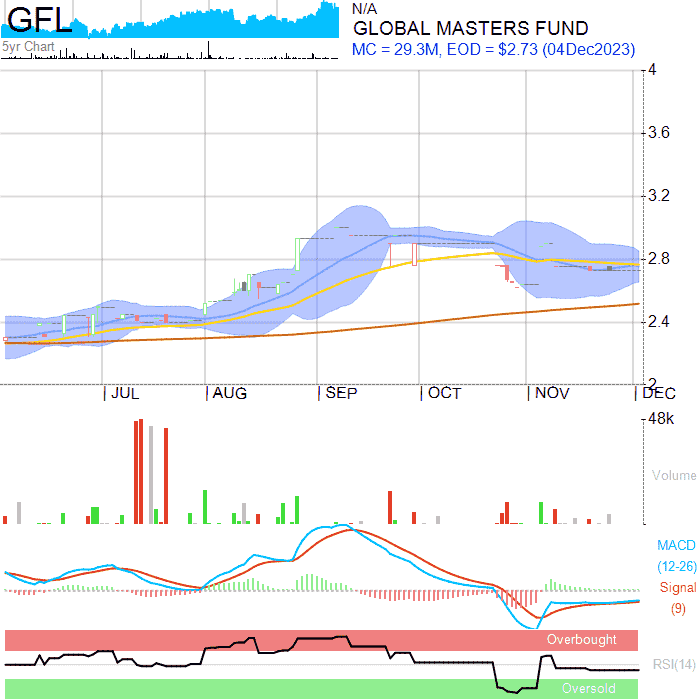 GFL
N/A
GLOBAL MASTERS FUND
5yr Chart
MC = 29.3M, EOD = $2.73 (04Dec2023)
4
3.6
3.2
2.8
2.4
2
JUL
AUG
SEP
OCT
NOV
DEC
48k
Volume
MACD
(12-26)
Signal
(9)
Overbought
RSI(14)
Oversold